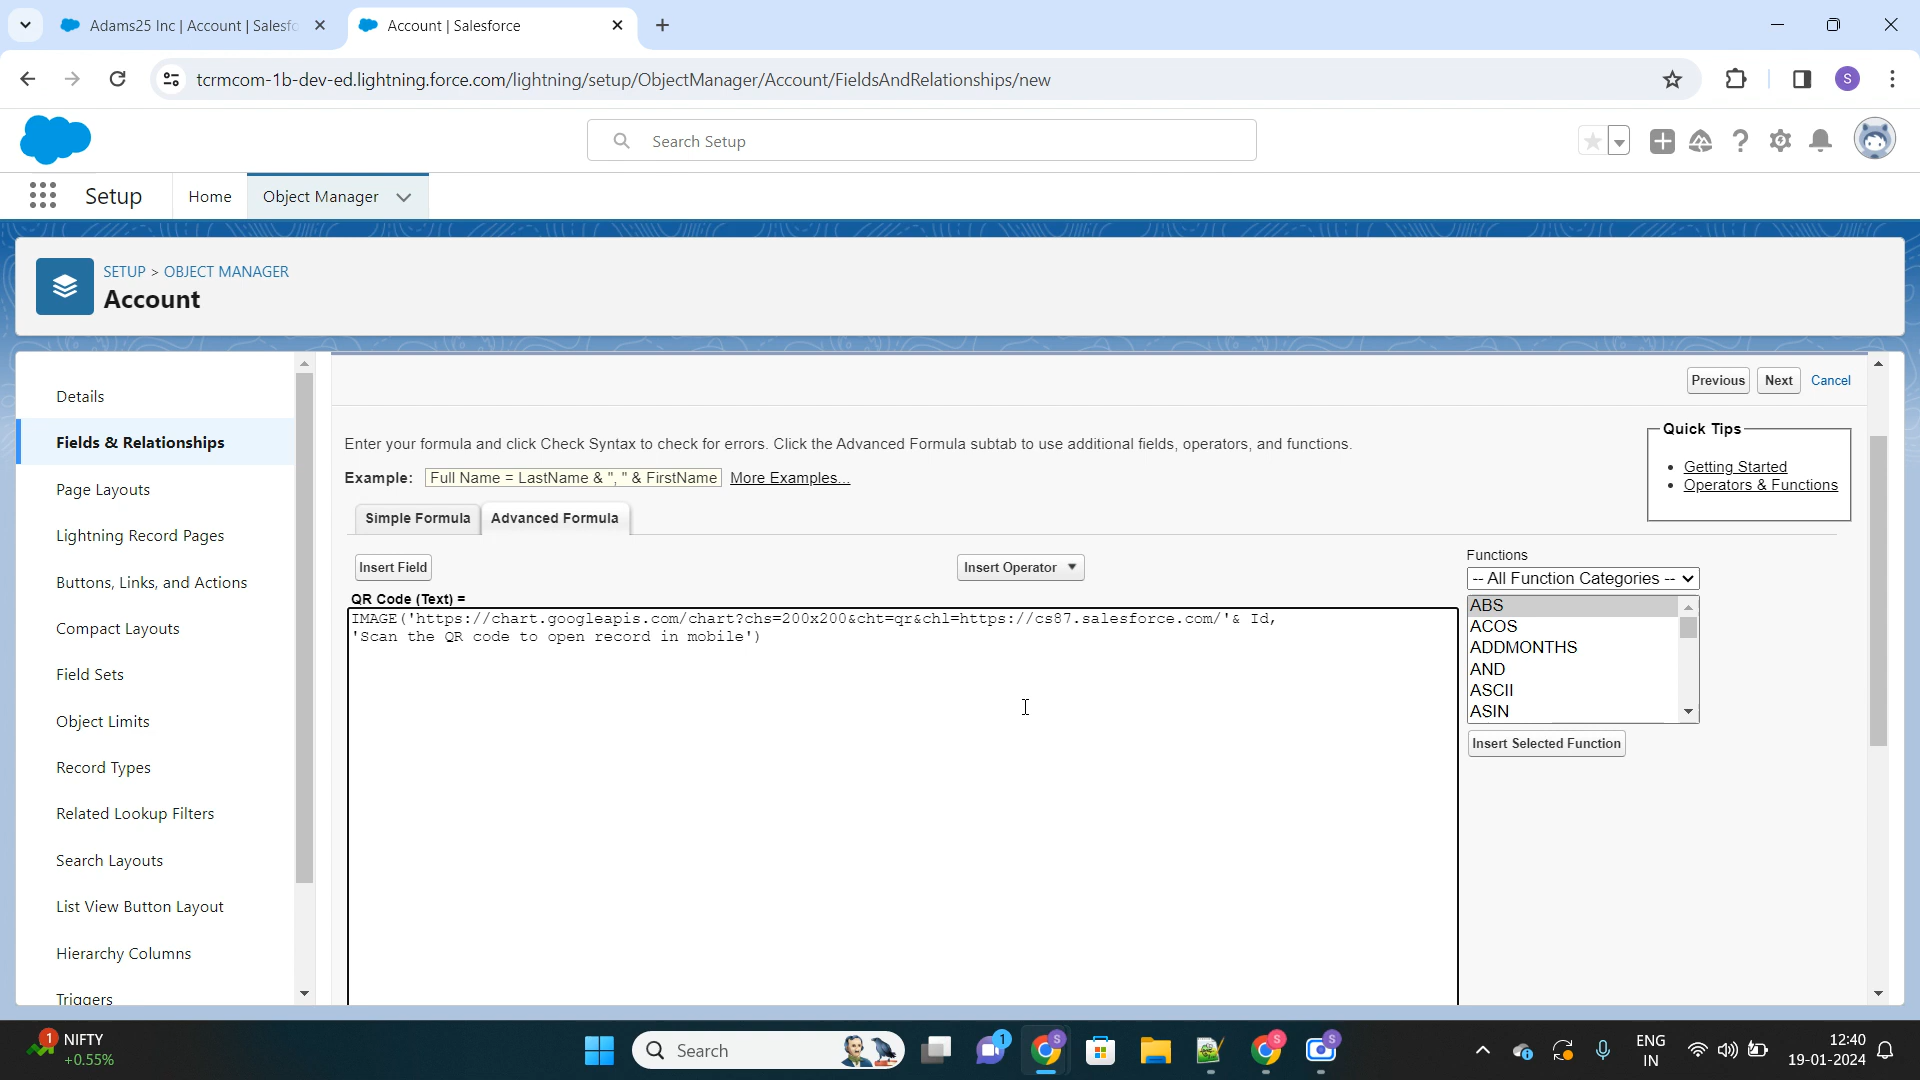 Adams25 Inc | Account | Salesfo
Account | Salesforce
tcrmcom-1b-dev-ed.lightning.force.com/lightning/setup/ObjectManager/Account/FieldsAndRelationships/new
S
Search Setup
Setup
Home
Object Manager
SETUP > OBJECT MANAGER
Account
Details
Fields & Relationships
Page Layouts
Lightning Record Pages
Buttons, Links, and Actions
Compact Layouts
Field Sets
Object Limits
Record Types
Related Lookup Filters
Search Layouts
List View Button Layout
Hierarchy Columns
Triggers
Previous
Next
Cancel
Enter your formula and click Check Syntax to check for errors. Click the Advanced Formula subtab to use additional fields, operators, and functions.
Example: Full Name = LastName & ", " & FirstName More Examples...
Quick Tips
• Getting Started
• Operators & Functions
Simple Formula
Advanced Formula
Insert Field
Insert Operator
QR Code (Text) =
IMAGE('https://chart.googleapis.com/chart?chs=200x200&cht=qr&chl=https://cs87.salesforce.com/'& Id,
'Scan the QR code to open record in mobile')
Functions
-- All Function Categories --
ABS
ACOS
ADDMONTHS
AND
ASCII
ASIN
Insert Selected Function
1
NIFTY
+0.55%
Search
1
S
S
S
ENG
IN
12:40
19-01-2024